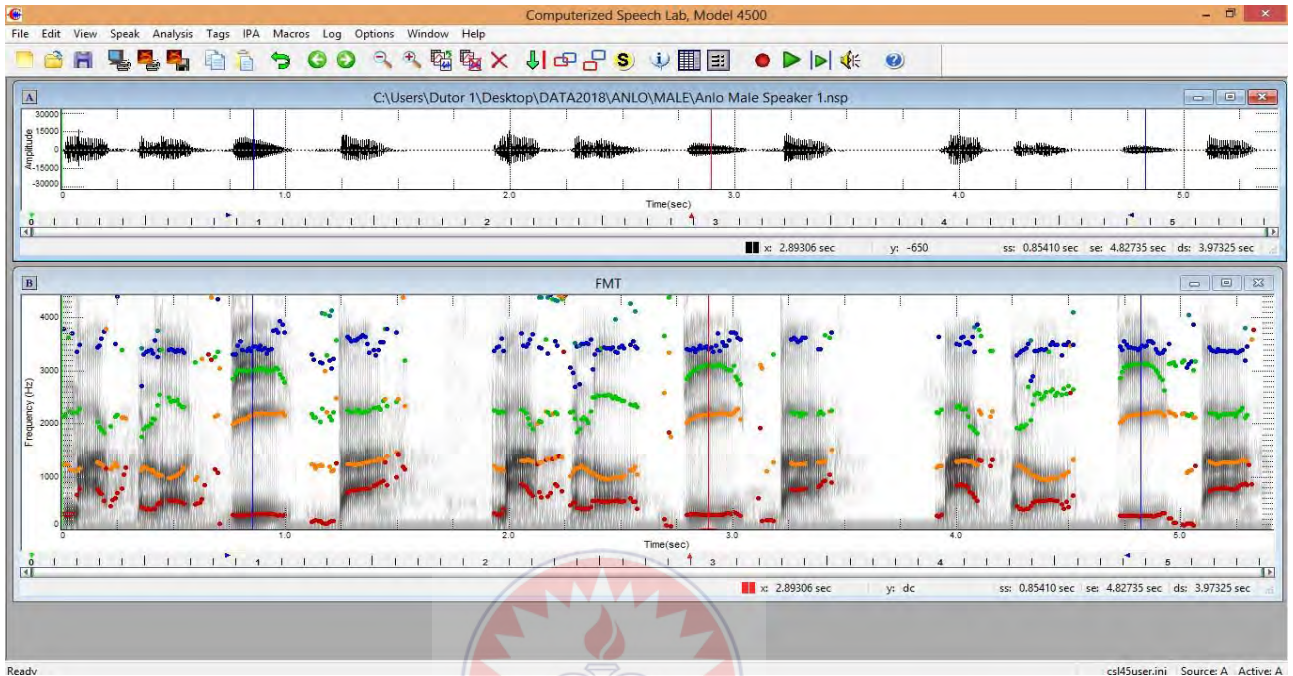 Computerized Speech Lab, Model 4500
File Edit View Speak Analysis Tags IPA Macros Log Options Window Help
A
C:\Users\Dutor 1\Desktop\DATA2018\ANLO\MALE\Anlo Male Speaker 1.nsp
30000
15000
0
-15000
-30000
Amplitude
0 1.0 2.0 3.0 4.0 5.0
Time(sec)
0 1 2 3 4 5
x: 2.89306 sec y: -650 ss: 0.85410 sec se: 4.82735 sec ds: 3.97325 sec
B
FMT
4000
3000
2000
1000
0
Frequency (Hz)
0 1.0 2.0 3.0 4.0 5.0
Time(sec)
0 1 2 3 4 5
x: 2.89306 sec y: dc ss: 0.85410 sec se: 4.82735 sec ds: 3.97325 sec
Ready csl45user.ini Source: A Active: A